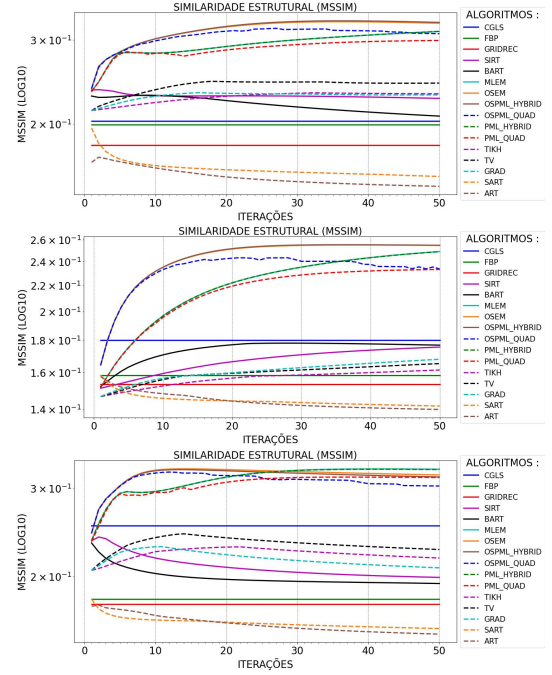 SIMILARIDADE ESTRUTURAL (MSSIM)
MSSIM (LOG10)
3 × 10⁻¹
2 × 10⁻¹
0 10 20 30 40 50
ITERAÇÕES
ALGORITMOS :
CGLS
FBP
GRIDREC
SIRT
BART
MLEM
OSEM
OSPML_HYBRID
OSPML_QUAD
PML_HYBRID
PML_QUAD
TIKH
TV
GRAD
SART
ART
SIMILARIDADE ESTRUTURAL (MSSIM)
MSSIM (LOG10)
2.6 × 10⁻¹
2.4 × 10⁻¹
2.2 × 10⁻¹
2 × 10⁻¹
1.8 × 10⁻¹
1.6 × 10⁻¹
1.4 × 10⁻¹
0 10 20 30 40 50
ITERAÇÕES
ALGORITMOS :
CGLS
FBP
GRIDREC
SIRT
BART
MLEM
OSEM
OSPML_HYBRID
OSPML_QUAD
PML_HYBRID
PML_QUAD
TIKH
TV
GRAD
SART
ART
SIMILARIDADE ESTRUTURAL (MSSIM)
MSSIM (LOG10)
3 × 10⁻¹
2 × 10⁻¹
0 10 20 30 40 50
ITERAÇÕES
ALGORITMOS :
CGLS
FBP
GRIDREC
SIRT
BART
MLEM
OSEM
OSPML_HYBRID
OSPML_QUAD
PML_HYBRID
PML_QUAD
TIKH
TV
GRAD
SART
ART